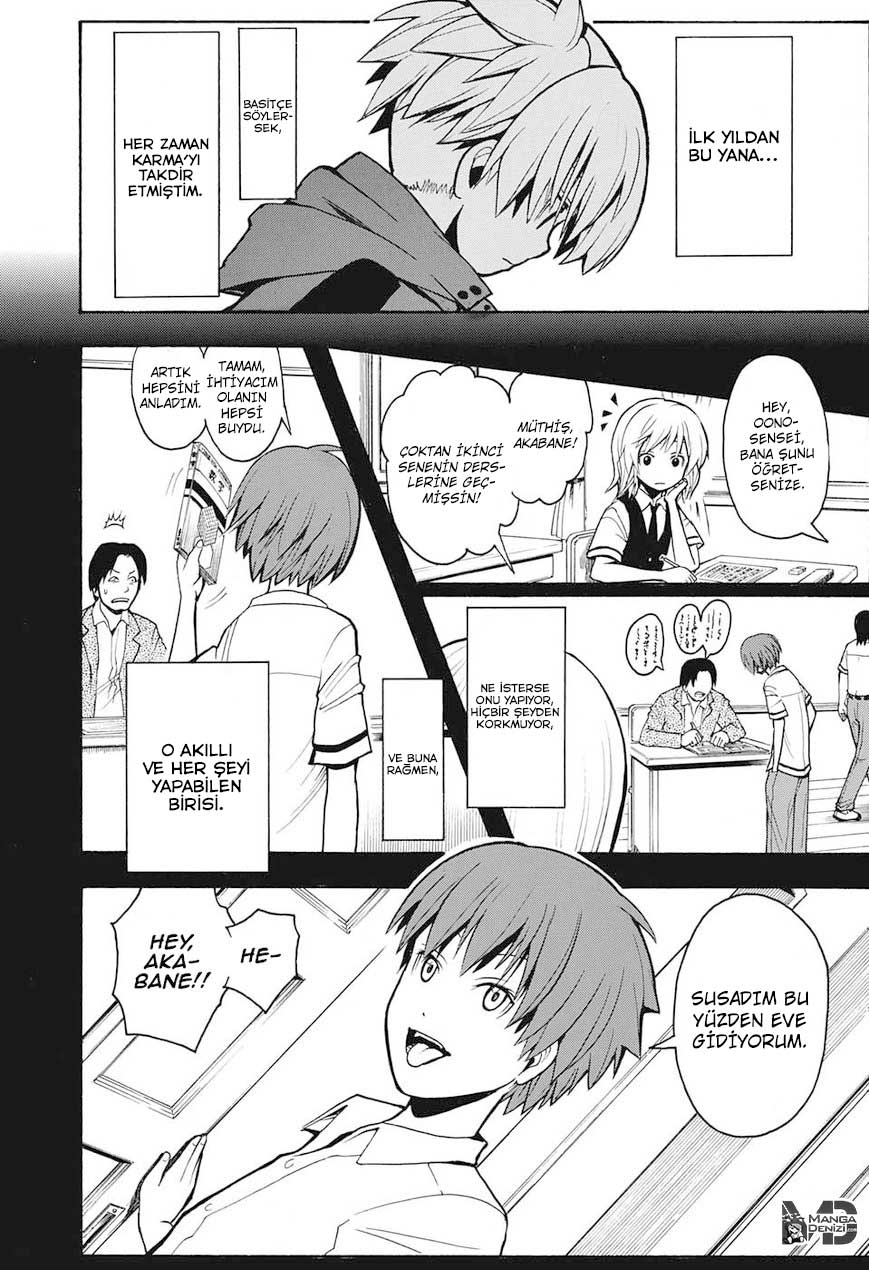 İLK YILDAN
BU YANA...
BASİTÇE
SÖYLER-
SEK,
HER ZAMAN
KARMA'YI
TAKDİR
ETMİŞTİM.
HEY,
OONO-
SENSEİ,
BANA ŞUNU
ÖĞRET-
SENİZE.
MÜTHİŞ,
AKABANE!
ÇOKTAN İKİNCİ
SENENİN DERS-
LERİNE GEÇ-
MİŞSİN!
TAMAM,
İHTİYACIM
OLANIN
HEPSİ
BUYDU.
ARTIK
HEPSİNİ
ANLADIM.
NE İSTERSE
ONU YAPIYOR,
HİÇBİR ŞEYDEN
KORKMUYOR,
VE BUNA
RAĞMEN,
O AKILLI
VE HER ŞEYİ
YAPABİLEN
BİRİSİ.
SUSADIM BU
YÜZDEN EVE
GİDİYORUM.
HE-
HEY,
AKA-
BANE!!
MANGA
DENİZİ